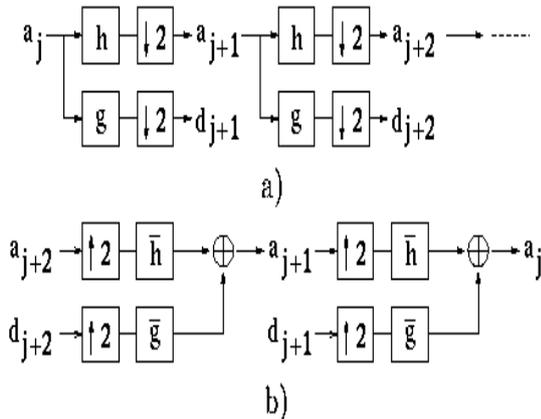 a_j h ↓2 a_{j+1} h ↓2 a_{j+2}
g ↓2 d_{j+1} g ↓2 d_{j+2}
a)
a_{j+2} ↑2 h̄ a_{j+1} ↑2 h̄ a_j
d_{j+2} ↑2 ḡ d_{j+1} ↑2 ḡ
b)